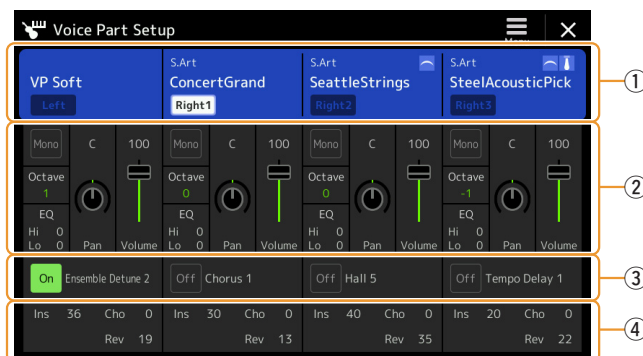 Voice Part Setup
S.Art S.Art S.Art
VP Soft ConcertGrand SeattleStrings SteelAcousticPick
Left Right1 Right2 Right3
①
Mono C 100 Mono C 100 Mono C 100 Mono C 100
Octave Octave Octave Octave
1 0 0 -1
②
EQ EQ EQ EQ
Hi 0 Hi 0 Hi 0 Hi 0
Lo 0 Pan Volume Lo 0 Pan Volume Lo 0 Pan Volume Lo 0 Pan Volume
On Ensemble Detune 2 Off Chorus 1 Off Hall 5 Off Tempo Delay 1
③
Ins 36 Cho 0 Ins 30 Cho 0 Ins 40 Cho 0 Ins 20 Cho 0
④
Rev 19 Rev 13 Rev 35 Rev 22